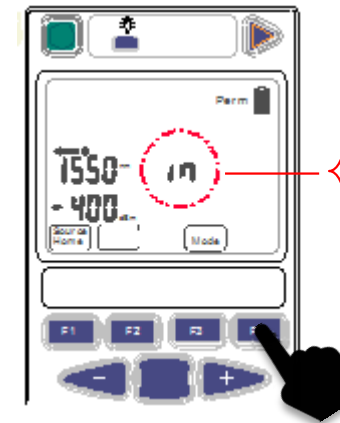 Perm
1550-
in
- 400
Source
Home
Mode
F1 F2 F3
- +